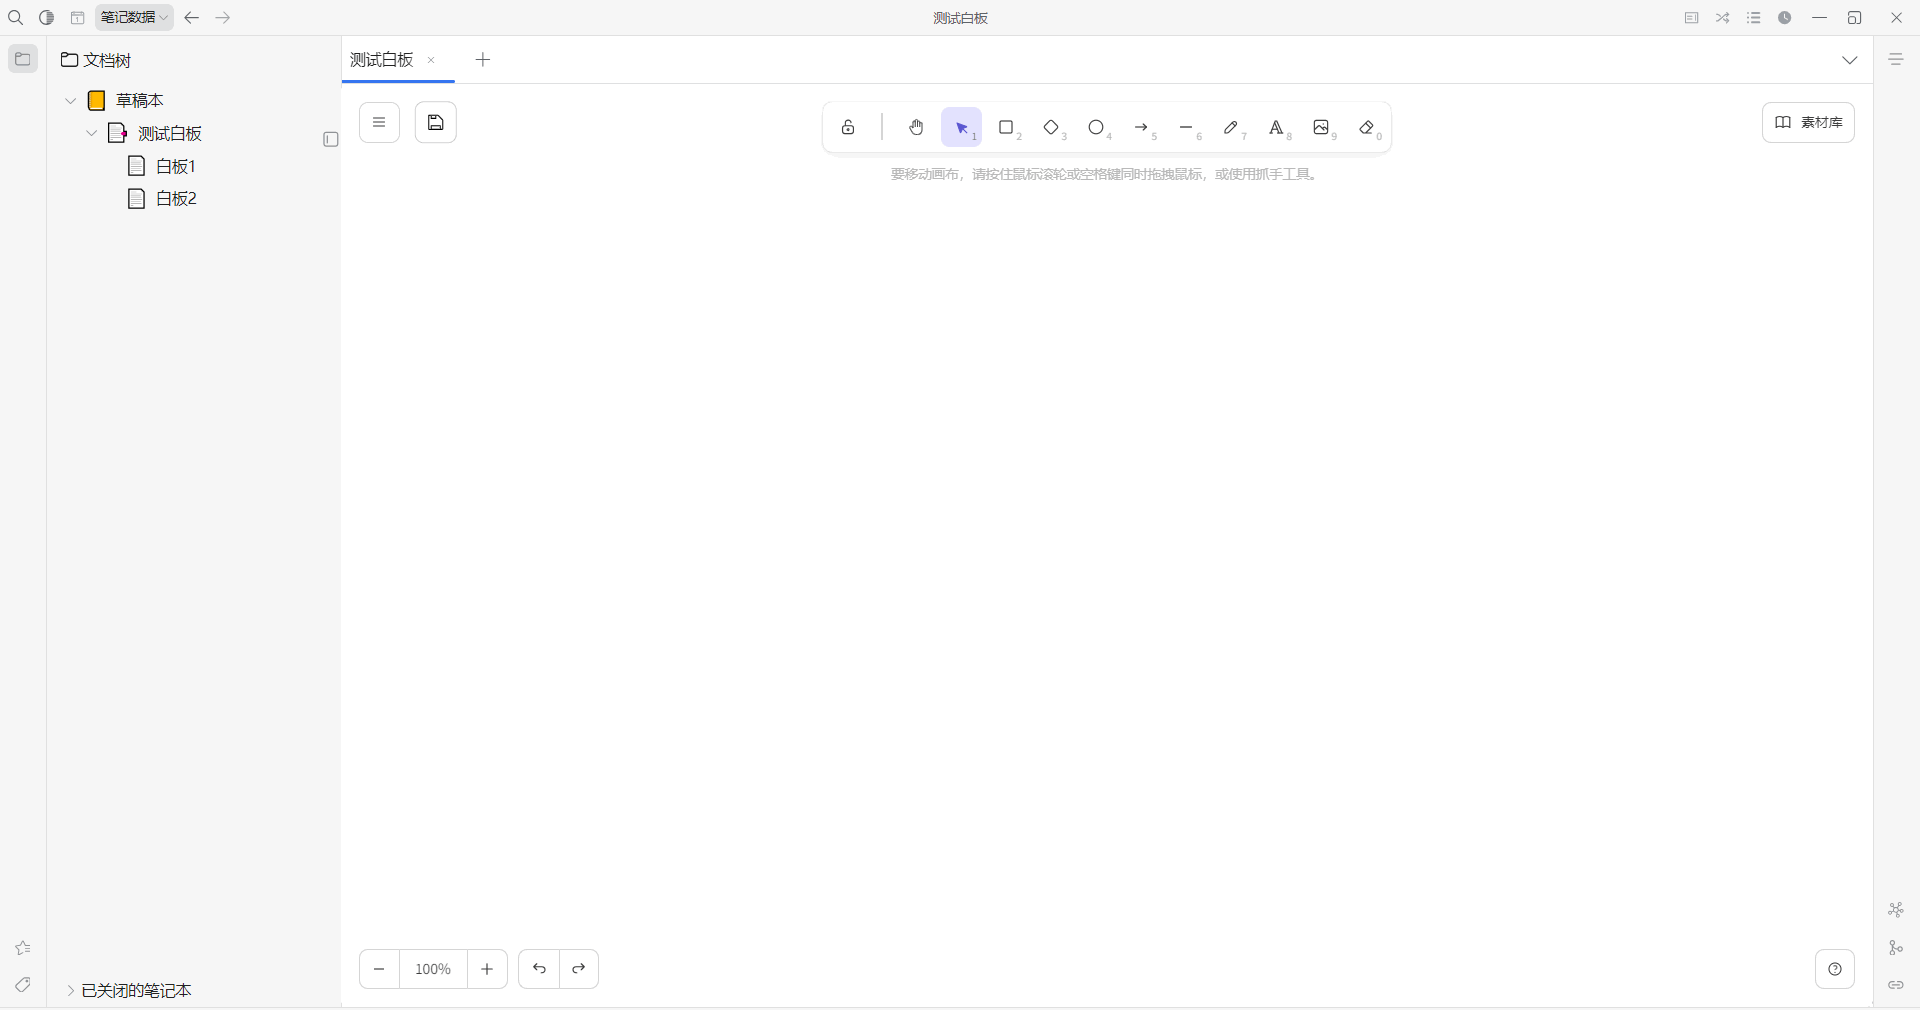 笔记数据
测试白板
文档树
测试白板
草稿本
测试白板
白板1
白板2
1
2
3
4
5
6
7
8
9
0
素材库
要移动画布，请按住鼠标滚轮或空格键同时拖拽鼠标，或使用抓手工具。
100%
已关闭的笔记本